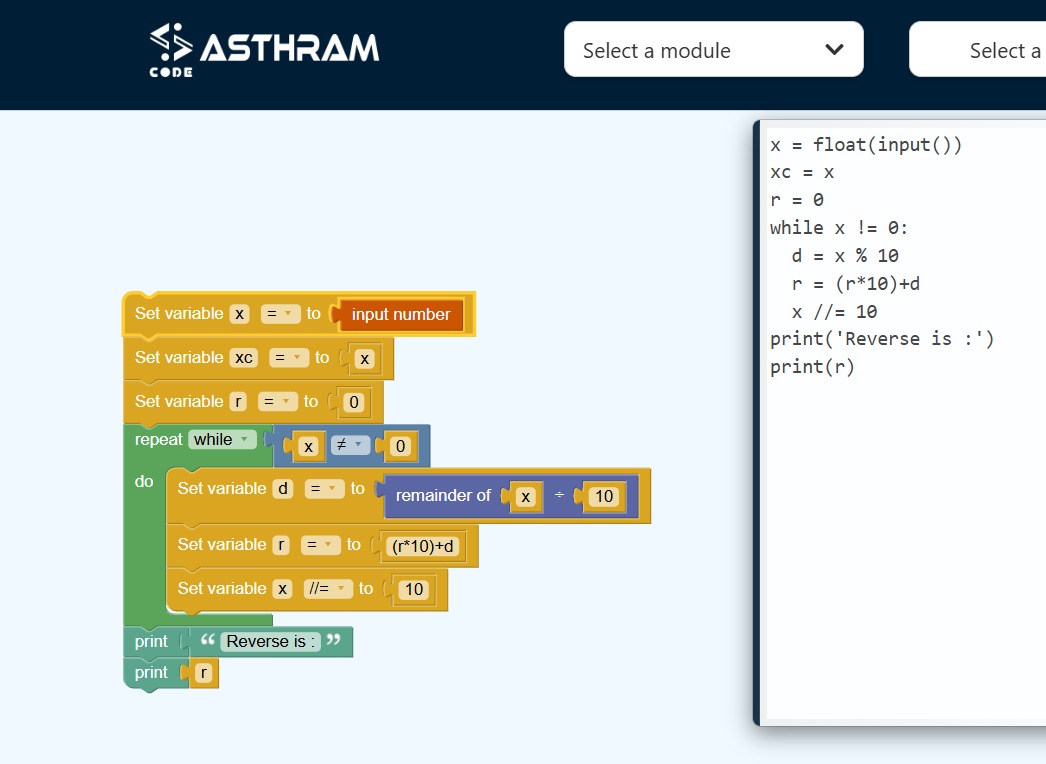 ASTHRAM
CODE
Select a module
Select a
x = float(input())
xc = x
r = 0
while x != 0:
  d = x % 10
  r = (r*10)+d
  x //= 10
print('Reverse is :')
print(r)
Set variable x = to input number
Set variable xc = to x
Set variable r = to 0
repeat while x ≠ 0
do
Set variable d = to remainder of x ÷ 10
Set variable r = to (r*10)+d
Set variable x //= to 10
print “ Reverse is : ”
print r